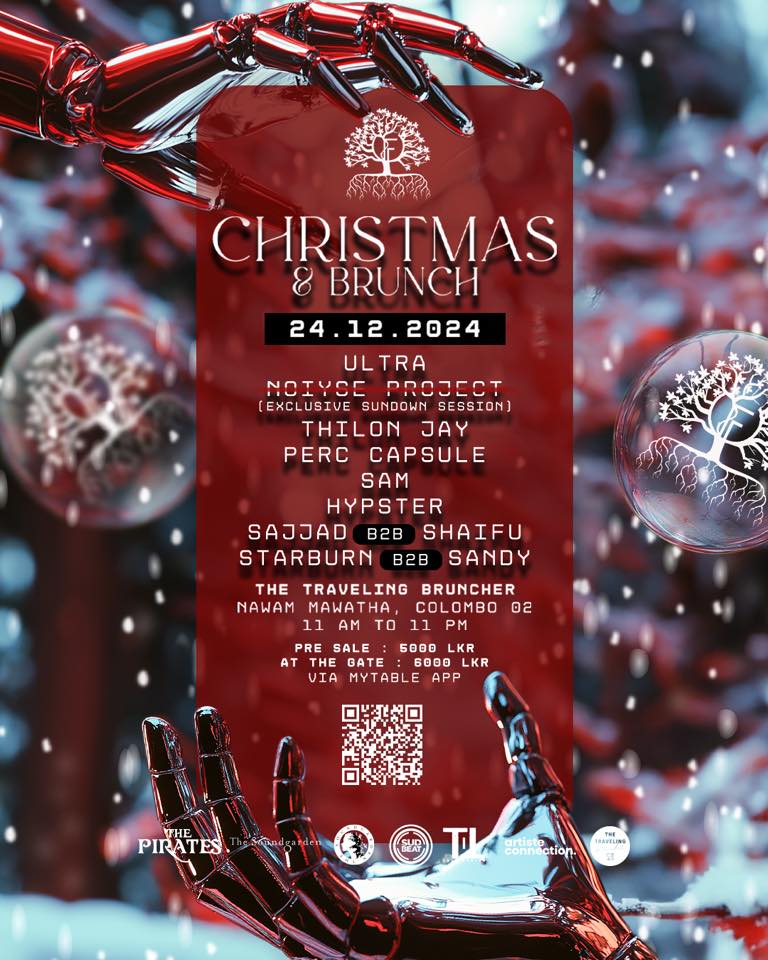 CHRISTMAS
& BRUNCH
24.12.2024
ULTRA
NOIYSE PROJECT
(EXCLUSIVE SUNDOWN SESSION)
THILON JAY
PERC CAPSULE
SAM
HYPSTER
SAJJAD B2B SHAIFU
STARBURN B2B SANDY
THE TRAVELING BRUNCHER
NAWAM MAWATHA, COLOMBO 02
11 AM TO 11 PM
PRE SALE : 5000 LKR
AT THE GATE : 6000 LKR
VIA MYTABLE APP
THE
PIRATES.
The Soundgarden
SUD
BEAT
artiste
connection.
THE
TRAVELING